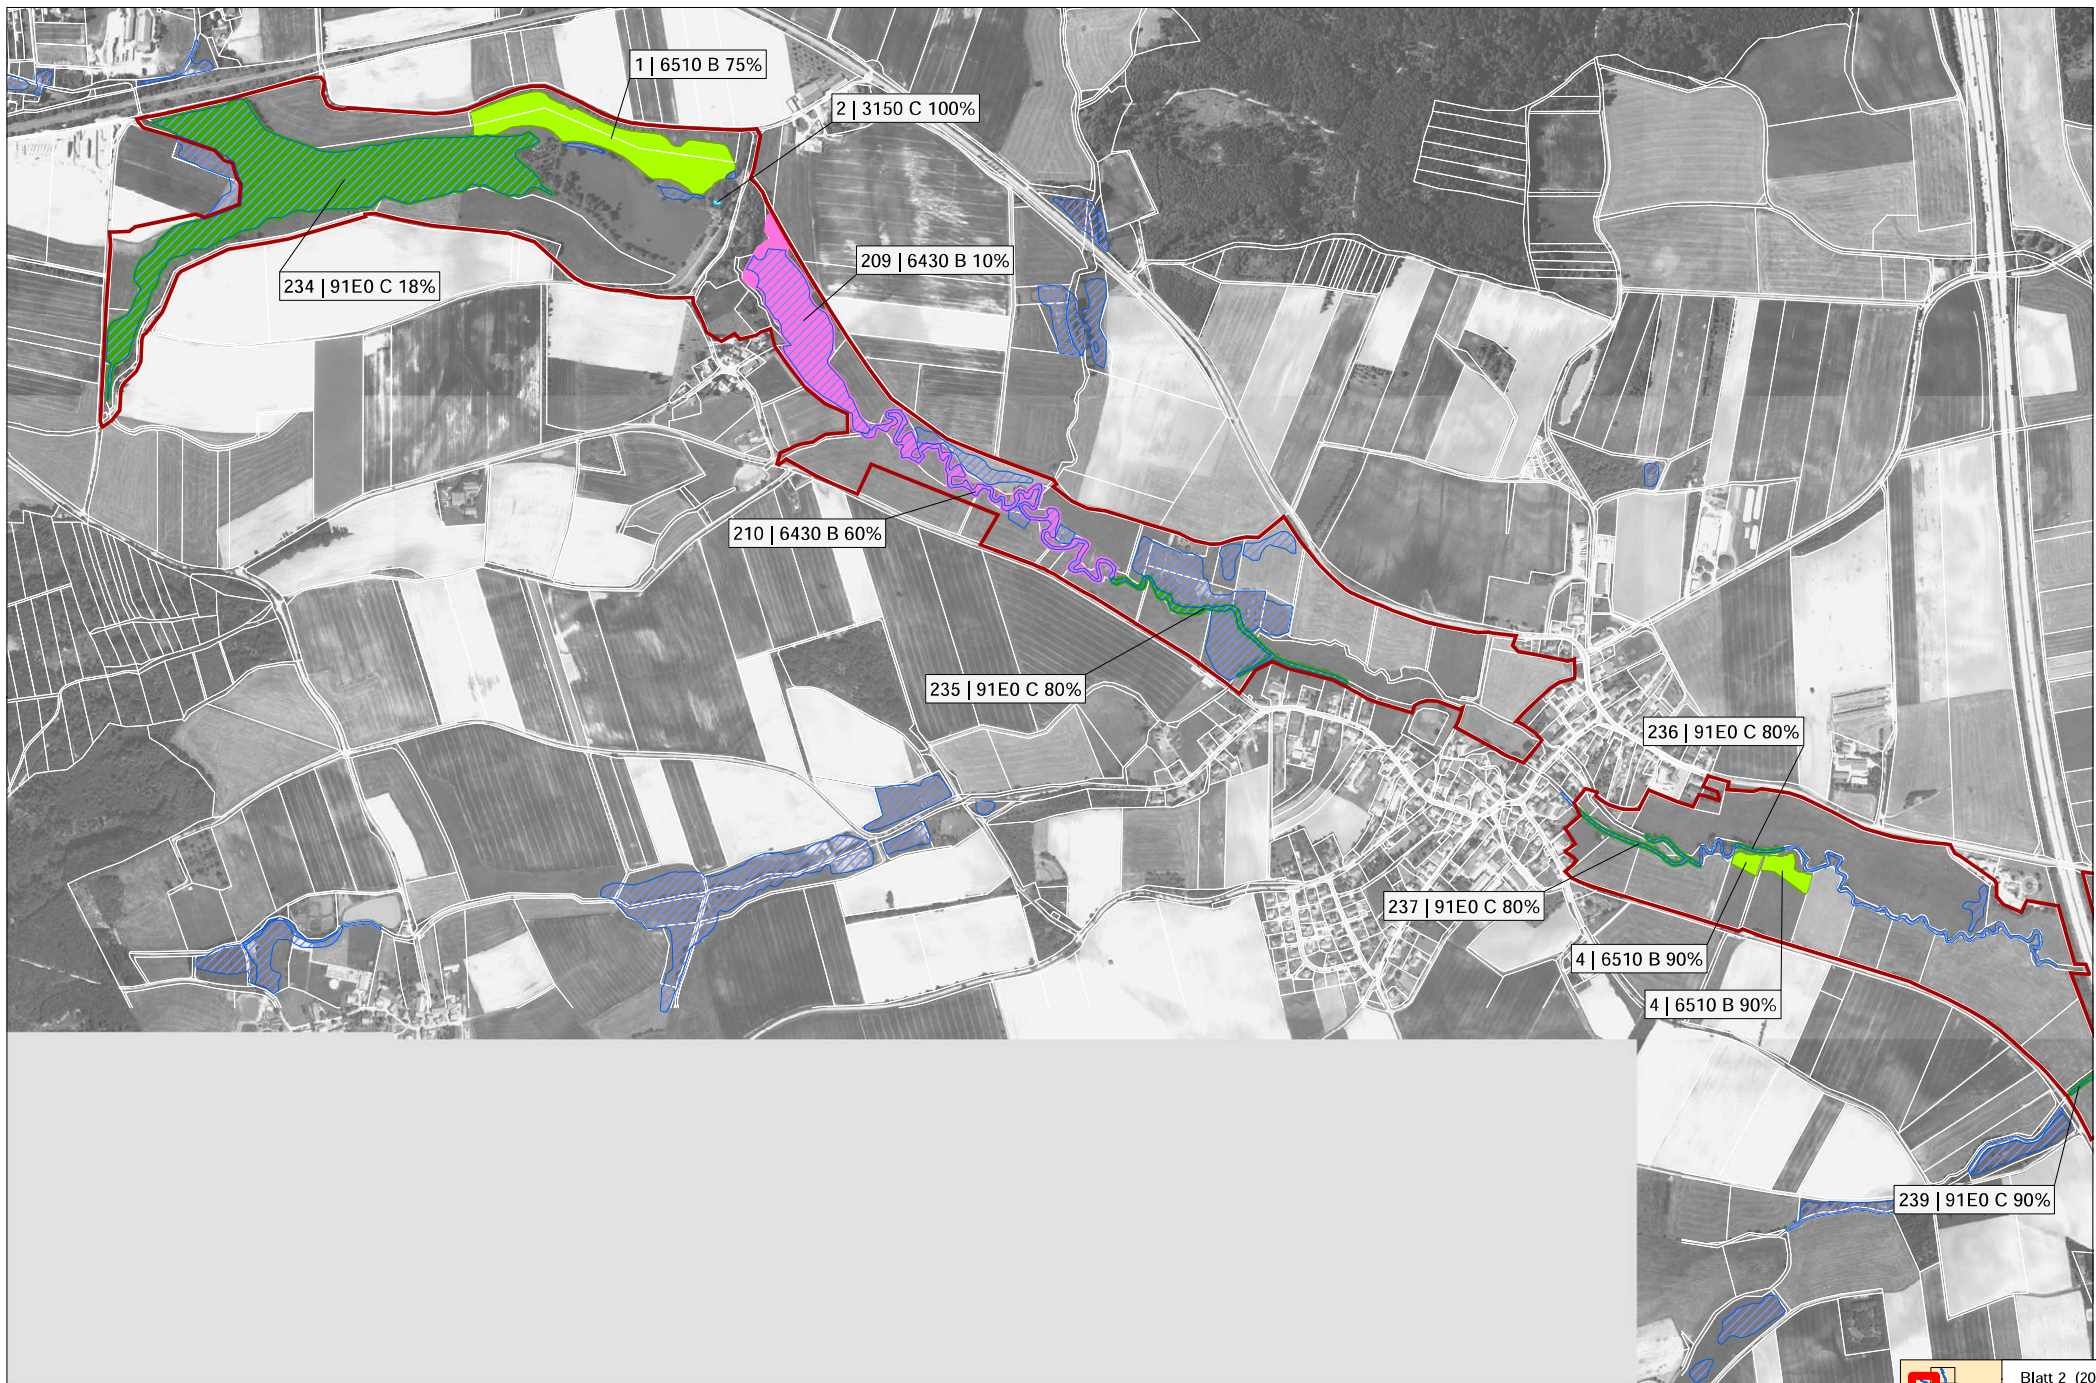 1 | 6510 B 75%
2 | 3150 C 100%
209 | 6430 B 10%
234 | 91E0 C 18%
210 | 6430 B 60%
235 | 91E0 C 80%
236 | 91E0 C 80%
237 | 91E0 C 80%
4 | 6510 B 90%
4 | 6510 B 90%
239 | 91E0 C 90%
Blatt 2 (20